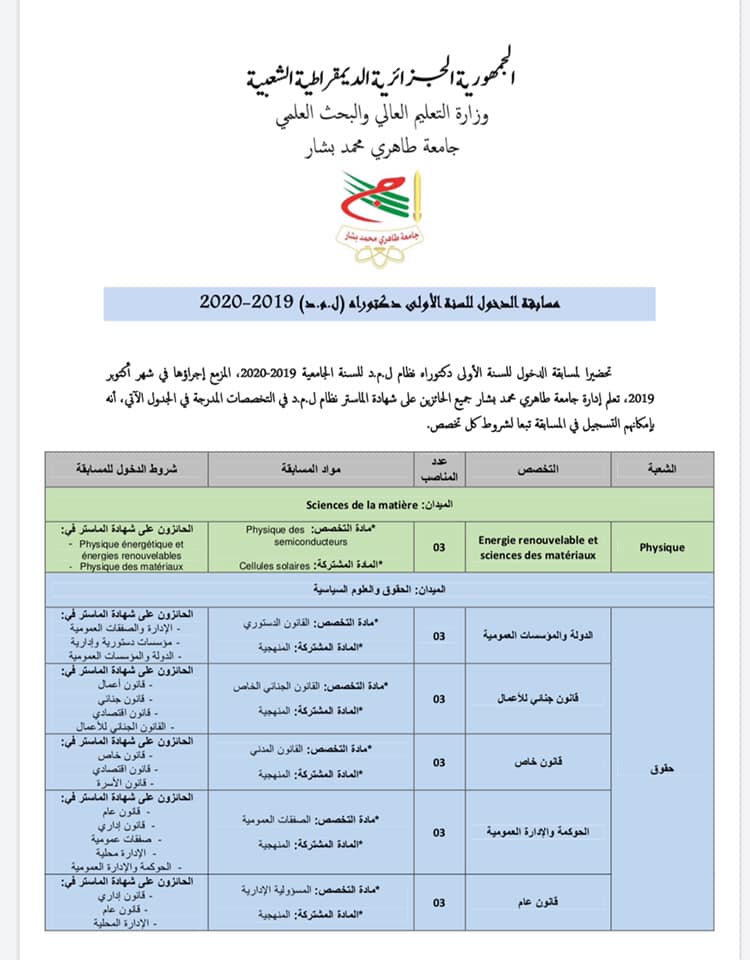 الجمهورية الجزائرية الديمقراطية الشعبية
وزارة التعليم العالي والبحث العلمي
جامعة طاهري محمد بشار
جامعة طاهري محمد بشار
مسابقة الدخول للسنة الأولى دكتوراه (ل.م.د) 2019-2020
تحضيرا لمسابقة الدخول للسنة الأولى دكتوراه نظام ل.م.د للسنة الجامعية 2019-2020، المزمع إجراؤها في شهر أكتوبر
2019، تعلم إدارة جامعة طاهري محمد بشار جميع الحائزين على شهادة الماستر نظام ل.م.د في التخصصات المدرجة في الجدول الآتي، أنه
بإمكانهم التسجيل في المسابقة تبعا لشروط كل تخصص.
الشعبة
التخصص
عدد
المناصب
مواد المسابقة
شروط الدخول للمسابقة
الميدان: Sciences de la matière
Physique
Energie renouvelable et
sciences des matériaux
03
*مادة التخصص: Physique des
semiconducteurs
*المادة المشتركة: Cellules solaires
الحائزون على شهادة الماستر في:
- Physique énergétique et
énergies renouvelables
- Physique des matériaux
الميدان: الحقوق والعلوم السياسية
حقوق
الدولة والمؤسسات العمومية
03
*مادة التخصص: القانون الدستوري
*المادة المشتركة: المنهجية
الحائزون على شهادة الماستر في:
- الإدارة والصفقات العمومية
- مؤسسات دستورية وإدارية
- الدولة والمؤسسات العمومية
قانون جنائي للأعمال
03
*مادة التخصص: القانون الجنائي الخاص
*المادة المشتركة: المنهجية
الحائزون على شهادة الماستر في:
- قانون أعمال
- قانون جنائي
- قانون اقتصادي
- القانون الجنائي للأعمال
قانون خاص
03
*مادة التخصص: القانون المدني
*المادة المشتركة: المنهجية
الحائزون على شهادة الماستر في:
- قانون خاص
- قانون اقتصادي
- قانون الأسرة
الحوكمة والإدارة العمومية
03
*مادة التخصص: الصفقات العمومية
*المادة المشتركة: المنهجية
الحائزون على شهادة الماستر في:
- قانون عام
- قانون إداري
- صفقات عمومية
- الإدارة محلية
- الحوكمة والإدارة العمومية
قانون عام
03
*مادة التخصص: المسؤولية الإدارية
*المادة المشتركة: المنهجية
الحائزون على شهادة الماستر في:
- قانون إداري
- قانون عام
- الإدارة المحلية